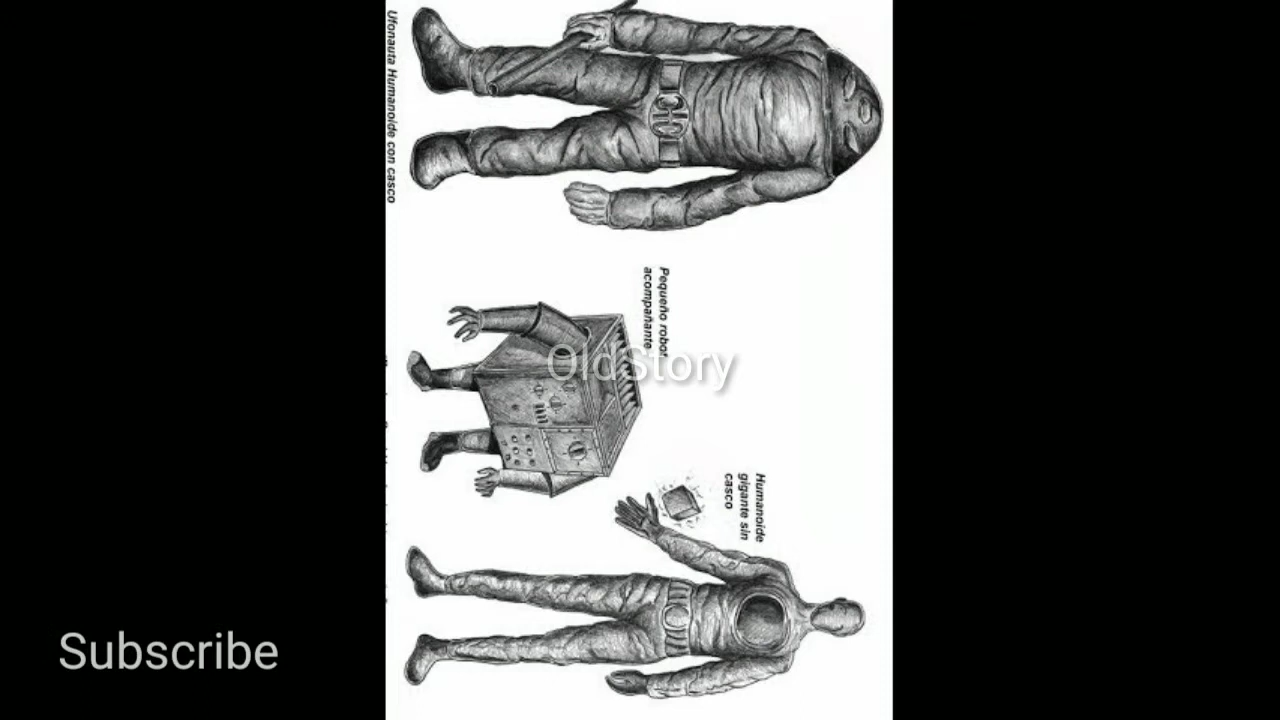 Ufonauta Humanoide con casco
Pequeño robot
acompañante
Humanoide
gigante sin
casco
OldStory
Subscribe